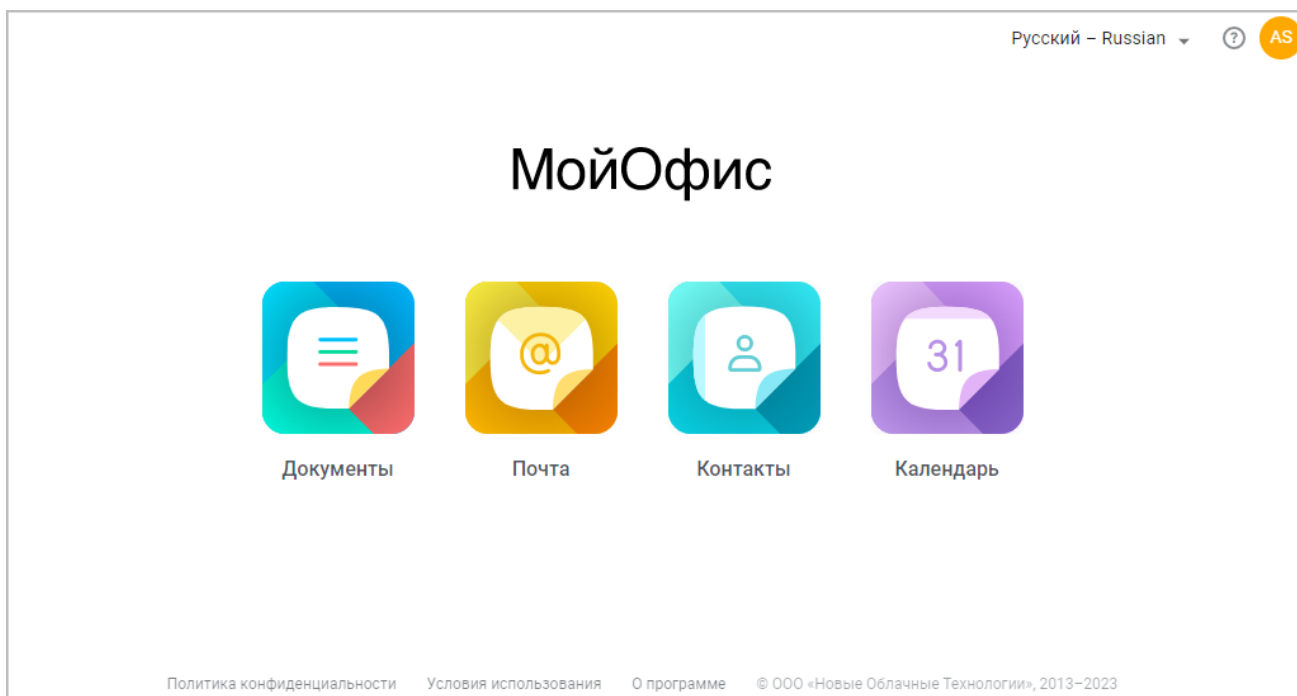 Русский – Russian
AS
МойОфис
@
31
Документы
Почта
Контакты
Календарь
Политика конфиденциальности
Условия использования
О программе
© ООО «Новые Облачные Технологии», 2013–2023